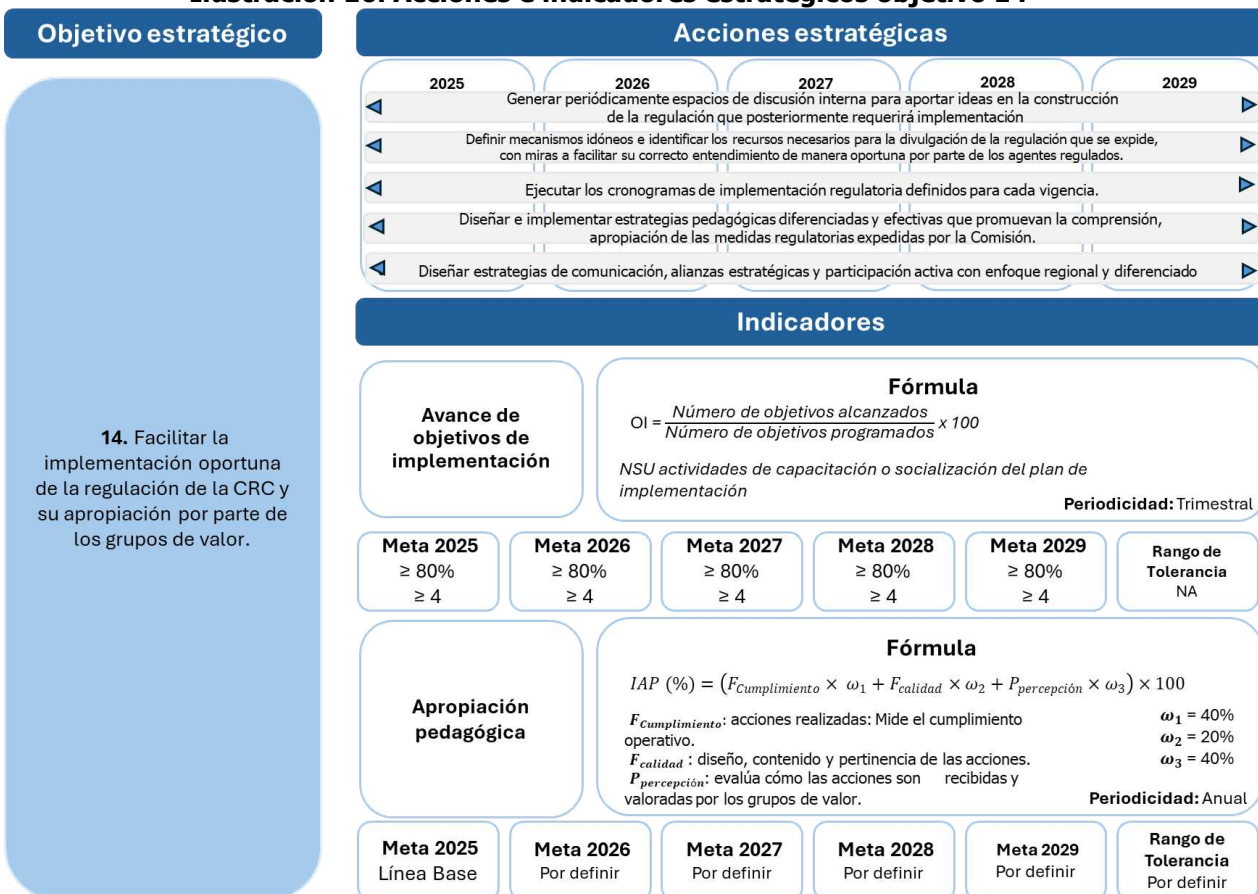 Ilustración 16. Acciones e indicadores estratégicos objetivo 14
Objetivo estratégico
Acciones estratégicas
2025
2026
2027
2028
2029
Generar periódicamente espacios de discusión interna para aportar ideas en la construcción
de la regulación que posteriormente requerirá implementación
Definir mecanismos idóneos e identificar los recursos necesarios para la divulgación de la regulación que se expide,
con miras a facilitar su correcto entendimiento de manera oportuna por parte de los agentes regulados.
Ejecutar los cronogramas de implementación regulatoria definidos para cada vigencia.
Diseñar e implementar estrategias pedagógicas diferenciadas y efectivas que promuevan la comprensión,
apropiación de las medidas regulatorias expedidas por la Comisión.
Diseñar estrategias de comunicación, alianzas estratégicas y participación activa con enfoque regional y diferenciado
14. Facilitar la
implementación oportuna
de la regulación de la CRC y
su apropiación por parte de
los grupos de valor.
Indicadores
Avance de
objetivos de
implementación
Fórmula
OI = Número de objetivos alcanzados / Número de objetivos programados x 100
NSU actividades de capacitación o socialización del plan de
implementación
Periodicidad: Trimestral
Meta 2025
≥ 80%
≥ 4
Meta 2026
≥ 80%
≥ 4
Meta 2027
≥ 80%
≥ 4
Meta 2028
≥ 80%
≥ 4
Meta 2029
≥ 80%
≥ 4
Rango de
Tolerancia
NA
Apropiación
pedagógica
Fórmula
IAP (%) = (F_Cumplimiento × ω1 + F_calidad × ω2 + P_percepción × ω3) × 100
F_Cumplimiento: acciones realizadas: Mide el cumplimiento
operativo.
F_calidad : diseño, contenido y pertinencia de las acciones.
P_percepción: evalúa cómo las acciones son recibidas y
valoradas por los grupos de valor.
ω1 = 40%
ω2 = 20%
ω3 = 40%
Periodicidad: Anual
Meta 2025
Línea Base
Meta 2026
Por definir
Meta 2027
Por definir
Meta 2028
Por definir
Meta 2029
Por definir
Rango de
Tolerancia
Por definir